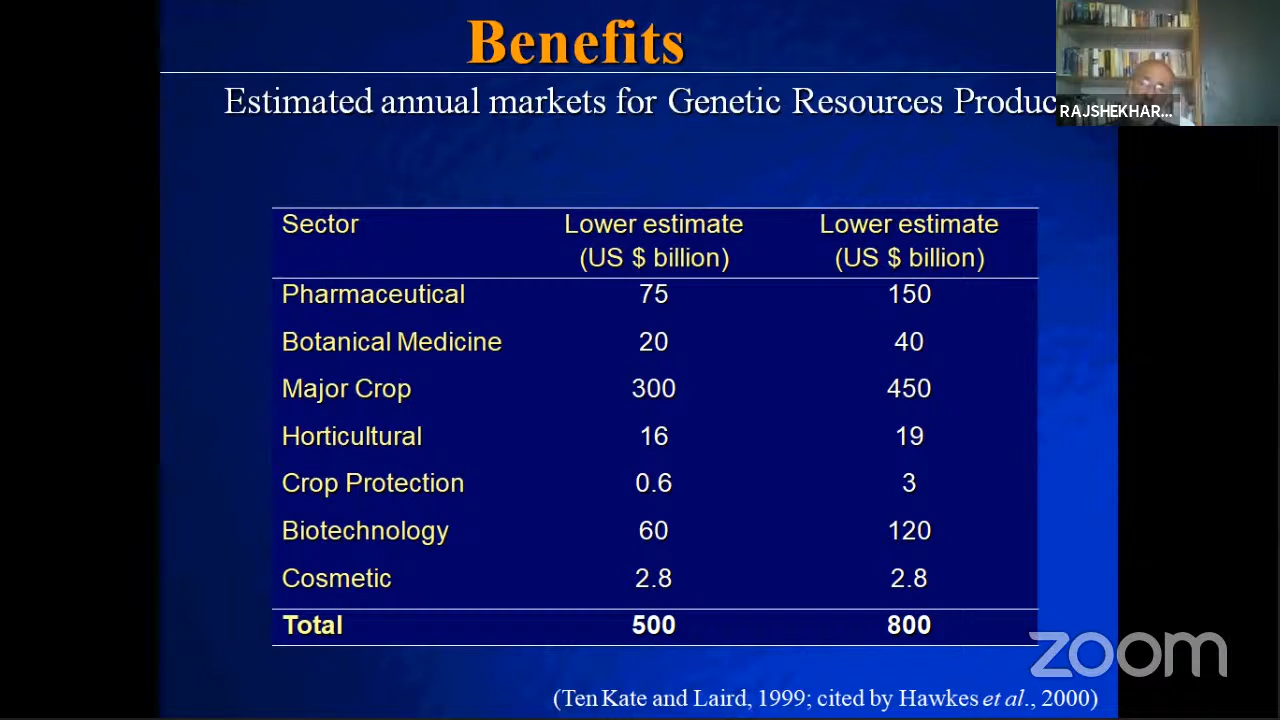 Benefits
Estimated annual markets for Genetic Resources Produc
RAJSHEKHAR...
Sector Lower estimate Lower estimate
(US $ billion) (US $ billion)
Pharmaceutical 75 150
Botanical Medicine 20 40
Major Crop 300 450
Horticultural 16 19
Crop Protection 0.6 3
Biotechnology 60 120
Cosmetic 2.8 2.8
Total 500 800
zoom
(Ten Kate and Laird, 1999; cited by Hawkes et al., 2000)